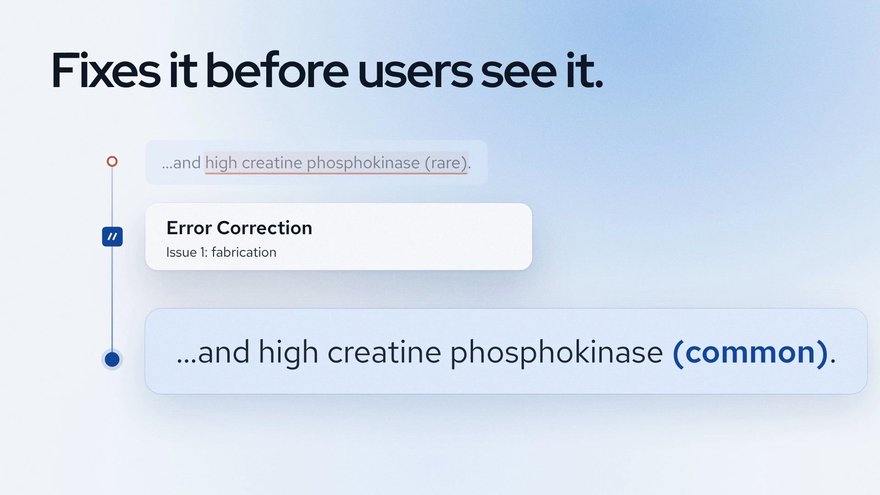 Fixes it before users see it.
...and high creatine phosphokinase (rare).
Error Correction
Issue 1: fabrication
...and high creatine phosphokinase (common).